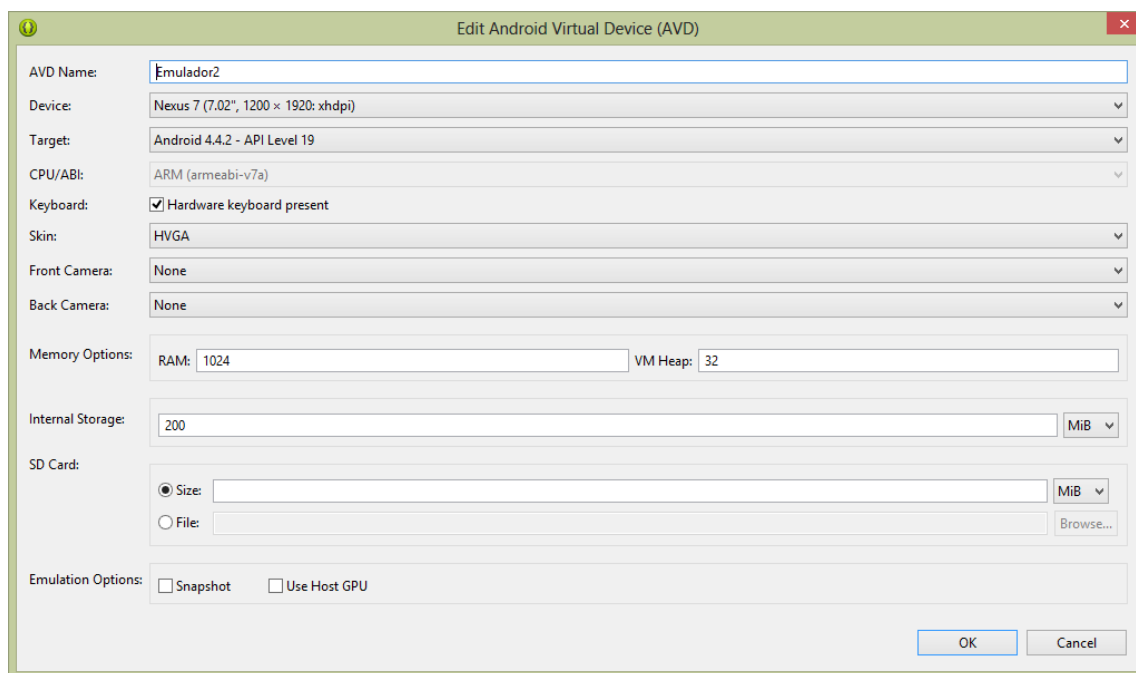 Edit Android Virtual Device (AVD)
AVD Name: Emulador2
Device: Nexus 7 (7.02", 1200 × 1920: xhdpi)
Target: Android 4.4.2 - API Level 19
CPU/ABI: ARM (armeabi-v7a)
Keyboard: Hardware keyboard present
Skin: HVGA
Front Camera: None
Back Camera: None
Memory Options: RAM: 1024 VM Heap: 32
Internal Storage: 200 MiB
SD Card:
Size: MiB
File: Browse...
Emulation Options: Snapshot Use Host GPU
OK Cancel